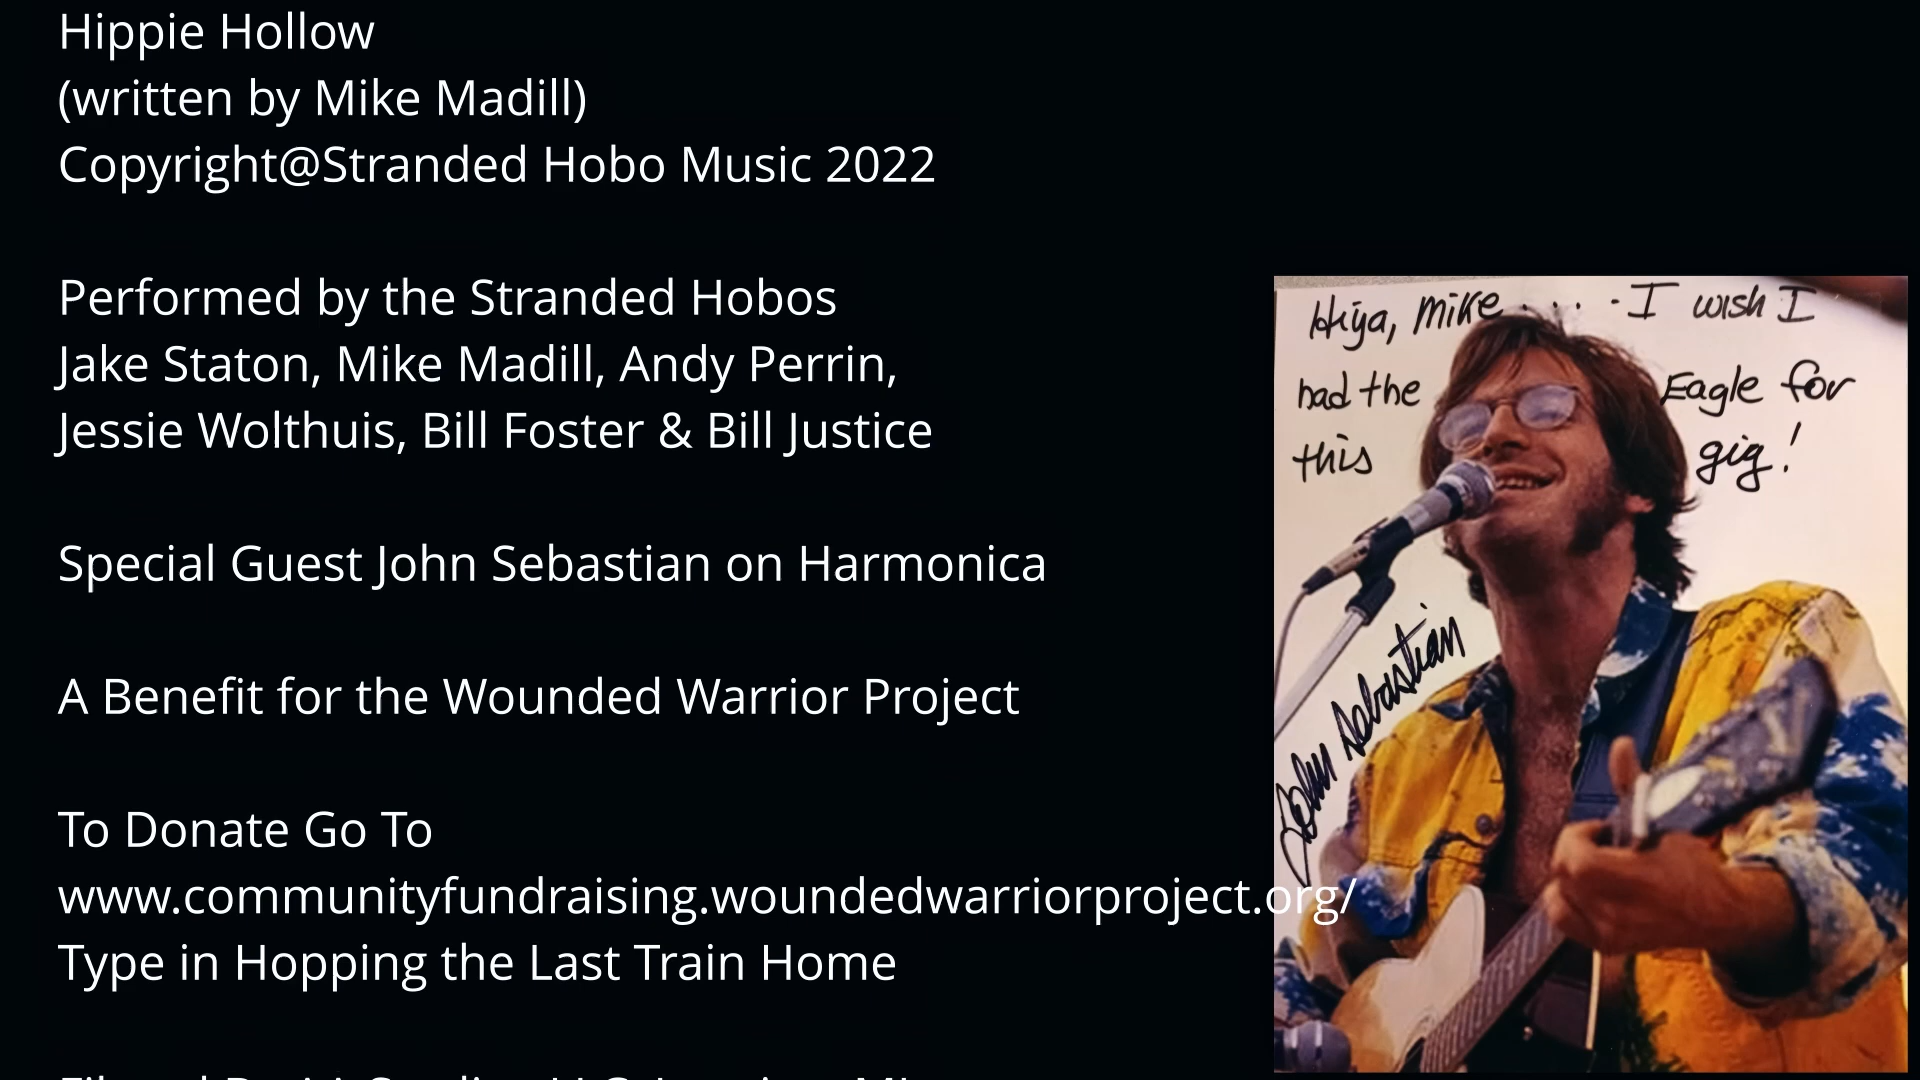 Hippie Hollow
(written by Mike Madill)
Copyright@Stranded Hobo Music 2022
Performed by the Stranded Hobos
Jake Staton, Mike Madill, Andy Perrin,
Jessie Wolthuis, Bill Foster & Bill Justice
Special Guest John Sebastian on Harmonica
A Benefit for the Wounded Warrior Project
To Donate Go To
www.communityfundraising.woundedwarriorproject.org/
Type in Hopping the Last Train Home
Hiya, Mike . . . . - I wish I
had the Eagle for
this gig!
John Sebastian